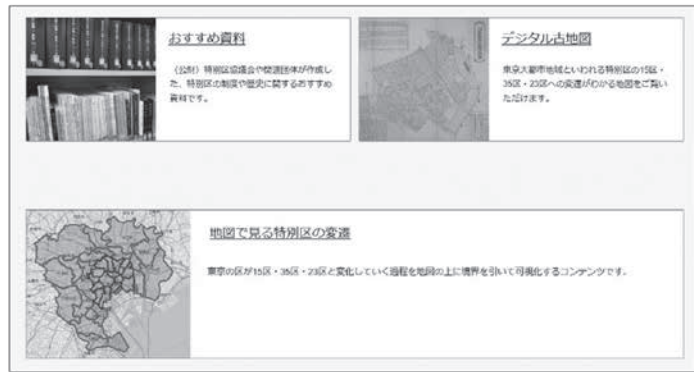 おすすめ資料
(公財)特別区協議会や関連団体が作成し
た、特別区の制度や歴史に関するおすすめ
資料です。
デジタル古地図
東京大都市地域といわれる特別区の15区・
35区・23区への変遷がわかる地図をご覧い
ただけます。
地図で見る特別区の変遷
東京の区が15区・35区・23区と変化していく過程を地図の上に境界を引いて可視化するコンテンツです。